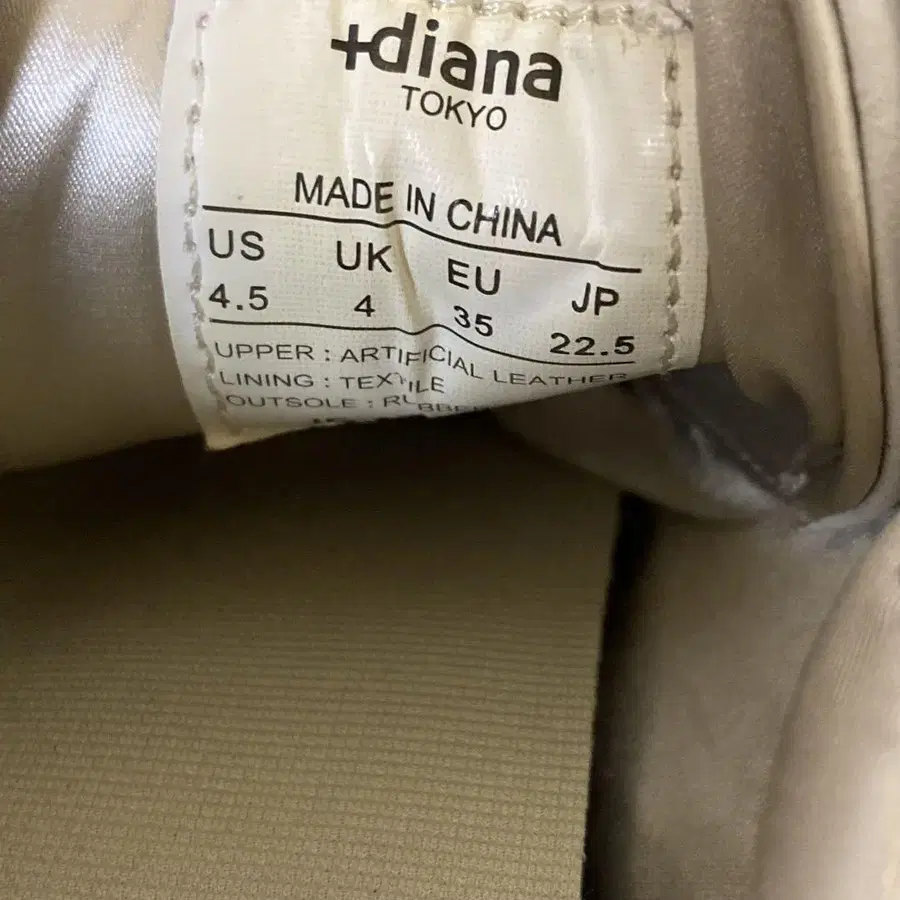 +diana
TOKYO
MADE IN CHINA
US UK EU JP
4.5 4 35 22.5
UPPER : ARTIFICIAL LEATHER
LINING : TEXTILE
OUTSOLE : RUBBER